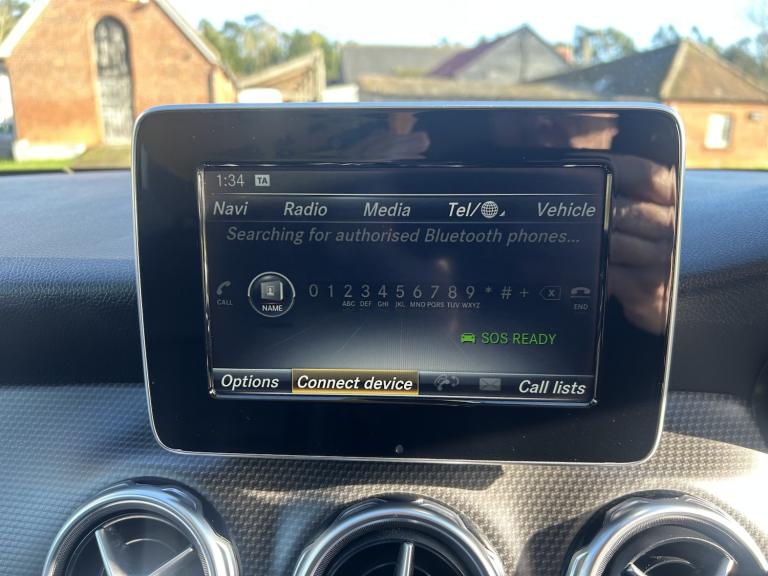 1:34 TA
Navi Radio Media Tel/ Vehicle
Searching for authorised Bluetooth phones...
0 1 2 3 4 5 6 7 8 9 * # +
CALL NAME ABC DEF GHI JKL MNO PQRS TUV WXYZ END
SOS READY
Options Connect device Call lists